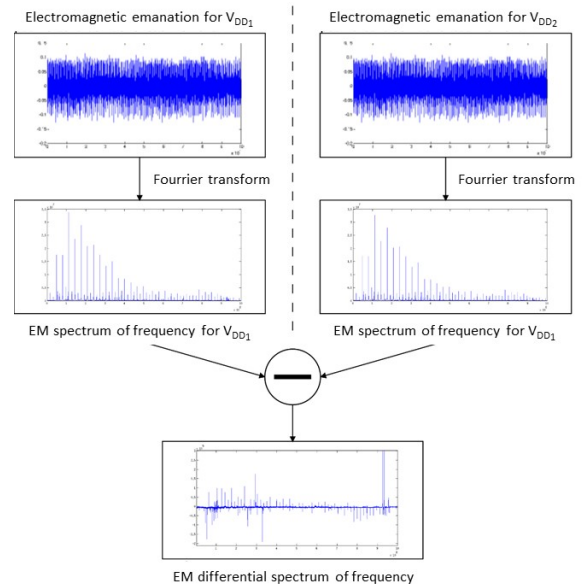 Electromagnetic emanation for VDD1
Electromagnetic emanation for VDD2
Fourrier transform
Fourrier transform
EM spectrum of frequency for VDD1
EM spectrum of frequency for VDD1
EM differential spectrum of frequency